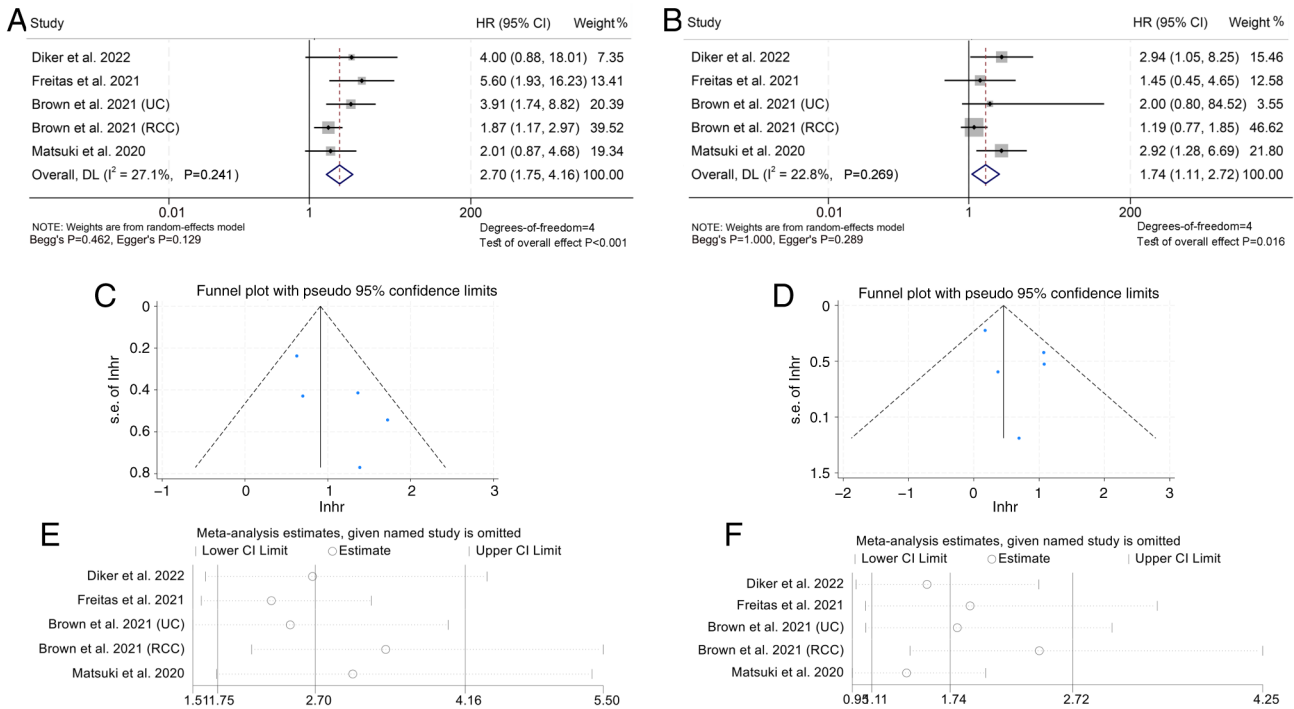 A
Study HR (95% CI) Weight %
Diker et al. 2022 4.00 (0.88, 18.01) 7.35
Freitas et al. 2021 5.60 (1.93, 16.23) 13.41
Brown et al. 2021 (UC) 3.91 (1.74, 8.82) 20.39
Brown et al. 2021 (RCC) 1.87 (1.17, 2.97) 39.52
Matsuki et al. 2020 2.01 (0.87, 4.68) 19.34
Overall, DL (I² = 27.1%, P=0.241) 2.70 (1.75, 4.16) 100.00
0.01 1 200
NOTE: Weights are from random-effects model Degrees-of-freedom=4
Begg's P=0.462, Egger's P=0.129 Test of overall effect P<0.001
B
Study HR (95% CI) Weight %
Diker et al. 2022 2.94 (1.05, 8.25) 15.46
Freitas et al. 2021 1.45 (0.45, 4.65) 12.58
Brown et al. 2021 (UC) 2.00 (0.80, 84.52) 3.55
Brown et al. 2021 (RCC) 1.19 (0.77, 1.85) 46.62
Matsuki et al. 2020 2.92 (1.28, 6.69) 21.80
Overall, DL (I² = 22.8%, P=0.269) 1.74 (1.11, 2.72) 100.00
0.01 1 200
NOTE: Weights are from random-effects model Degrees-of-freedom=4
Begg's P=1.000, Egger's P=0.289 Test of overall effect P=0.016
C
Funnel plot with pseudo 95% confidence limits
s.e. of lnhr
0
0.2
0.4
0.6
0.8
−1 0 1 2 3
lnhr
D
Funnel plot with pseudo 95% confidence limits
s.e. of lnhr
0
0.5
0.1
1.5
−2 −1 0 1 2 3
lnhr
E
Meta-analysis estimates, given named study is omitted
Lower CI Limit Estimate Upper CI Limit
Diker et al. 2022
Freitas et al. 2021
Brown et al. 2021 (UC)
Brown et al. 2021 (RCC)
Matsuki et al. 2020
1.511.75 2.70 4.16 5.50
F
Meta-analysis estimates, given named study is omitted
Lower CI Limit Estimate Upper CI Limit
Diker et al. 2022
Freitas et al. 2021
Brown et al. 2021 (UC)
Brown et al. 2021 (RCC)
Matsuki et al. 2020
0.951.11 1.74 2.72 4.25